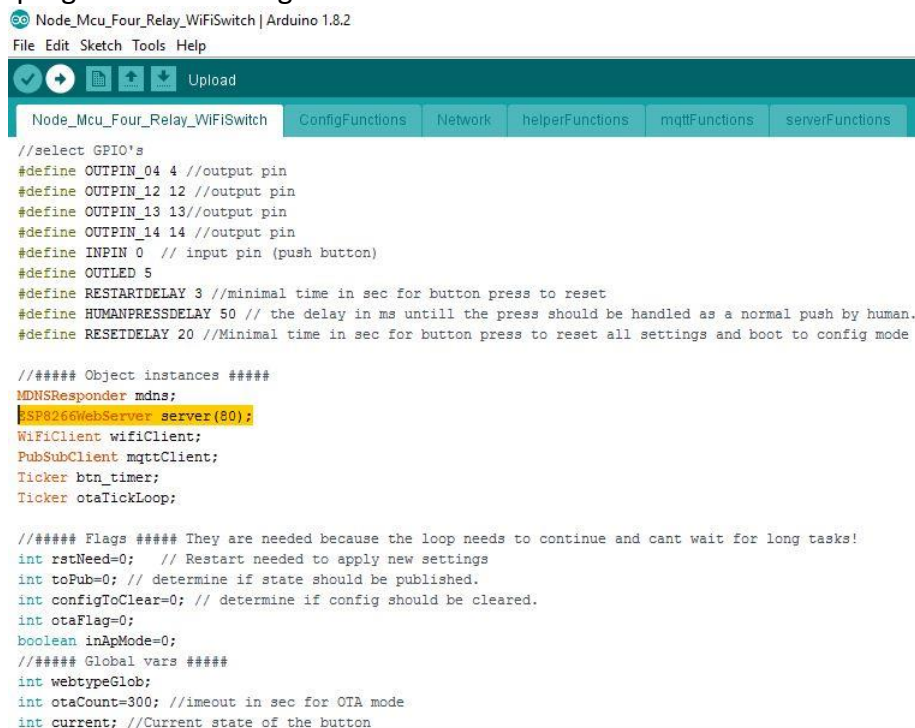 Node_Mcu_Four_Relay_WiFiSwitch | Arduino 1.8.2
File Edit Sketch Tools Help
Upload
Node_Mcu_Four_Relay_WiFiSwitch ConfigFunctions Network helperFunctions mqttFunctions serverFunctions
//select GPIO's
#define OUTPIN_04 4 //output pin
#define OUTPIN_12 12 //output pin
#define OUTPIN_13 13//output pin
#define OUTPIN_14 14 //output pin
#define INPIN 0 // input pin (push button)
#define OUTLED 5
#define RESTARTDELAY 3 //minimal time in sec for button press to reset
#define HUMANPRESSDELAY 50 // the delay in ms untill the press should be handled as a normal push by human.
#define RESETDELAY 20 //Minimal time in sec for button press to reset all settings and boot to config mode
//##### Object instances #####
MDNSResponder mdns;
ESP8266WebServer server(80);
WiFiClient wifiClient;
PubSubClient mqttClient;
Ticker btn_timer;
Ticker otaTickLoop;
//##### Flags ##### They are needed because the loop needs to continue and cant wait for long tasks!
int rstNeed=0; // Restart needed to apply new settings
int toPub=0; // determine if state should be published.
int configToClear=0; // determine if config should be cleared.
int otaFlag=0;
boolean inApMode=0;
//##### Global vars #####
int webtypeGlob;
int otaCount=300; //imeout in sec for OTA mode
int current; //Current state of the button